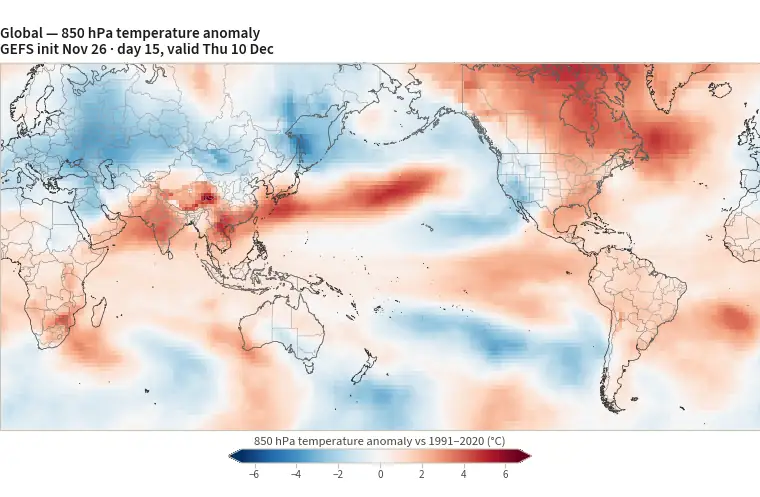 Global — 850 hPa temperature anomaly
GEFS init Nov 26 · day 15, valid Thu 10 Dec
850 hPa temperature anomaly vs 1991–2020 (°C)
−6 −4 −2 0 2 4 6